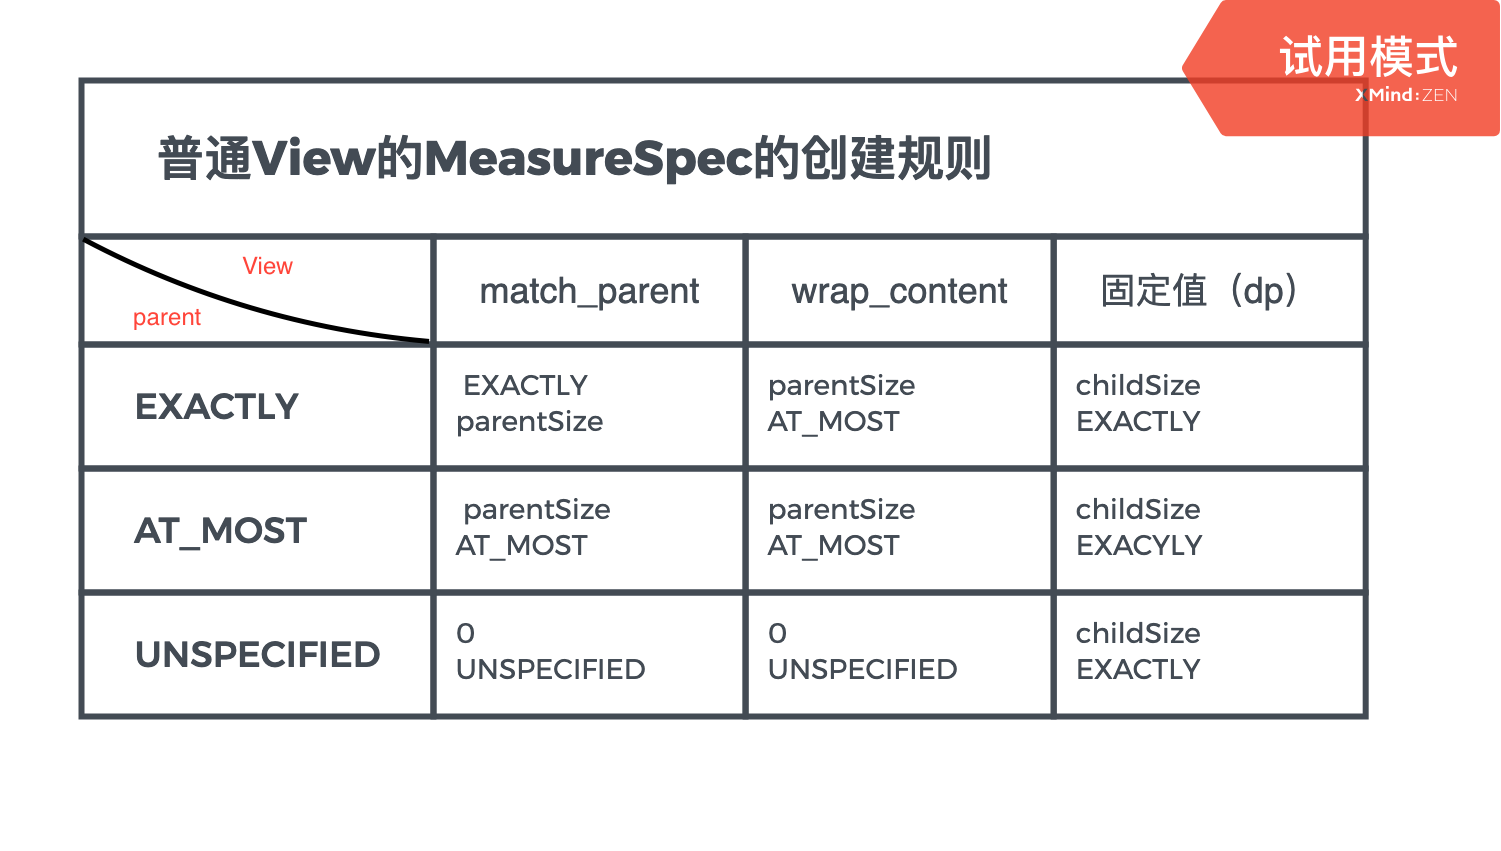 试用模式
XMind:ZEN
普通View的MeasureSpec的创建规则
View
parent
match_parent
wrap_content
固定值（dp）
EXACTLY
EXACTLY
parentSize
parentSize
AT_MOST
childSize
EXACTLY
AT_MOST
parentSize
AT_MOST
parentSize
AT_MOST
childSize
EXACYLY
UNSPECIFIED
0
UNSPECIFIED
0
UNSPECIFIED
childSize
EXACTLY